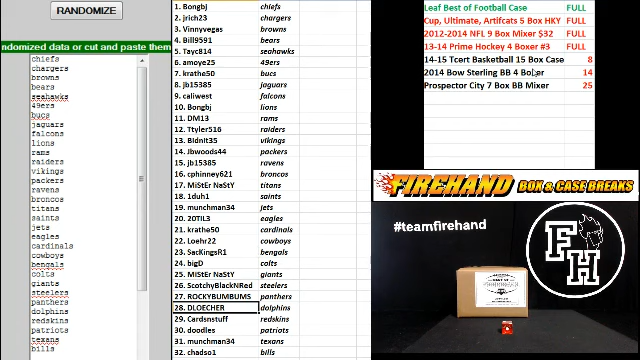 RANDOMIZE
randomized data or cut and paste them
chiefs
chargers
browns
bears
seahawks
49ers
bucs
jaguars
falcons
lions
rams
raiders
vikings
packers
ravens
broncos
titans
saints
jets
eagles
cardinals
cowboys
bengals
colts
giants
steelers
panthers
dolphins
redskins
patriots
texans
bills
1. Bongbj chiefs
2. jrich23 chargers
3. Vinnyvegas browns
4. Bill9591 bears
5. Tayc814 seahawks
6. amoye25 49ers
7. krathe50 bucs
8. jb15385 jaguars
9. caliwest falcons
10. Bongbj lions
11. DM13 rams
12. Ttyler516 raiders
13. BidnIt35 vikings
14. Jbwoods44 packers
15. jb15385 ravens
16. cphinney621 broncos
17. MiStEr NaStY titans
18. 1duh1 saints
19. munchman34 jets
20. 20TIL3 eagles
21. krathe50 cardinals
22. Loehr22 cowboys
23. SacKingsR1 bengals
24. bigD colts
25. MiStEr NaStY giants
26. ScotchyBlackNRed steelers
27. ROCKYBUMBUMS panthers
28. DLOECHER dolphins
29. Cardsnstuff redskins
30. doodles patriots
31. munchman34 texans
32. chadso1 bills
Leaf Best of Football Case FULL
Cup, Ultimate, Artifcats 5 Box HKY FULL
2012-2014 NFL 9 Box Mixer $32 FULL
13-14 Prime Hockey 4 Boxer #3 FULL
14-15 Tcert Basketball 15 Box Case 8
2014 Bow Sterling BB 4 Boxer 14
Prospector City 7 Box BB Mixer 25
FIREHAND BOX & CASE BREAKS
#teamfirehand
F H